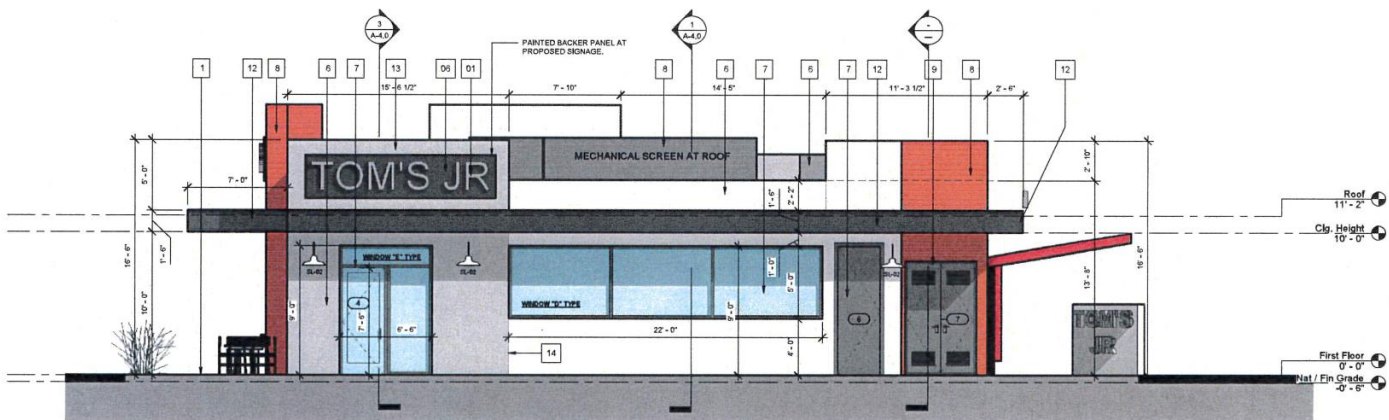 3
A-4.0
1
A-4.0
-
PAINTED BACKER PANEL AT
PROPOSED SIGNAGE.
1
12
8
6
7
13
06
01
8
6
7
6
7
12
9
8
12
15' - 6 1/2"
7' - 10"
14' - 5"
11' - 3 1/2"
2' - 6"
MECHANICAL SCREEN AT ROOF
TOM'S JR
5' - 0"
7' - 0"
12
6
12
1' - 6"
2' - 2"
2' - 10"
Roof
11' - 2"
Clg. Height
10' - 0"
16' - 6"
1' - 6"
10' - 0"
9' - 0"
SL-02
WINDOW "E" TYPE
SL-02
4
7' - 6"
6' - 6"
WINDOW "D" TYPE
22' - 0"
14
9' - 0"
1' - 0"
5' - 0"
4' - 0"
SL-02
6
7
13' - 8"
16' - 6"
TOM'S
JR
First Floor
0' - 0"
Nat / Fin Grade
-0' - 6"